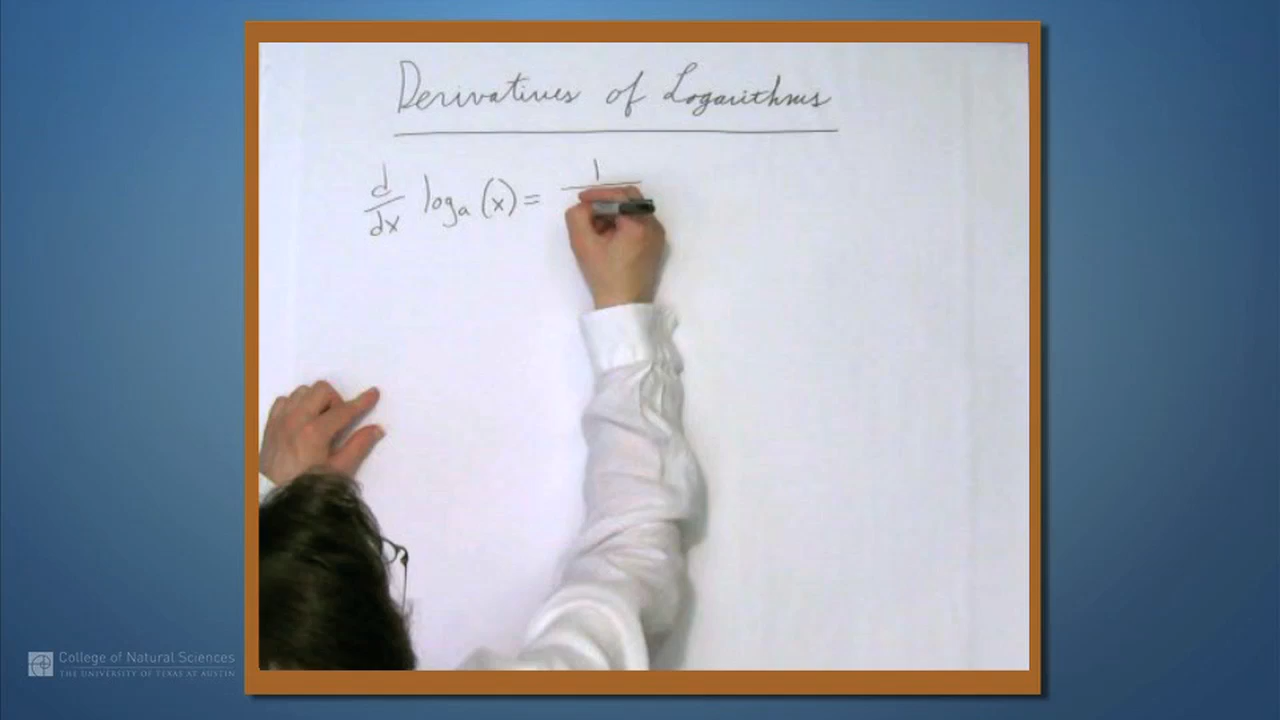 Derivatives of Logarithms
d/dx log_a (x) = 1
College of Natural Sciences
THE UNIVERSITY OF TEXAS AT AUSTIN